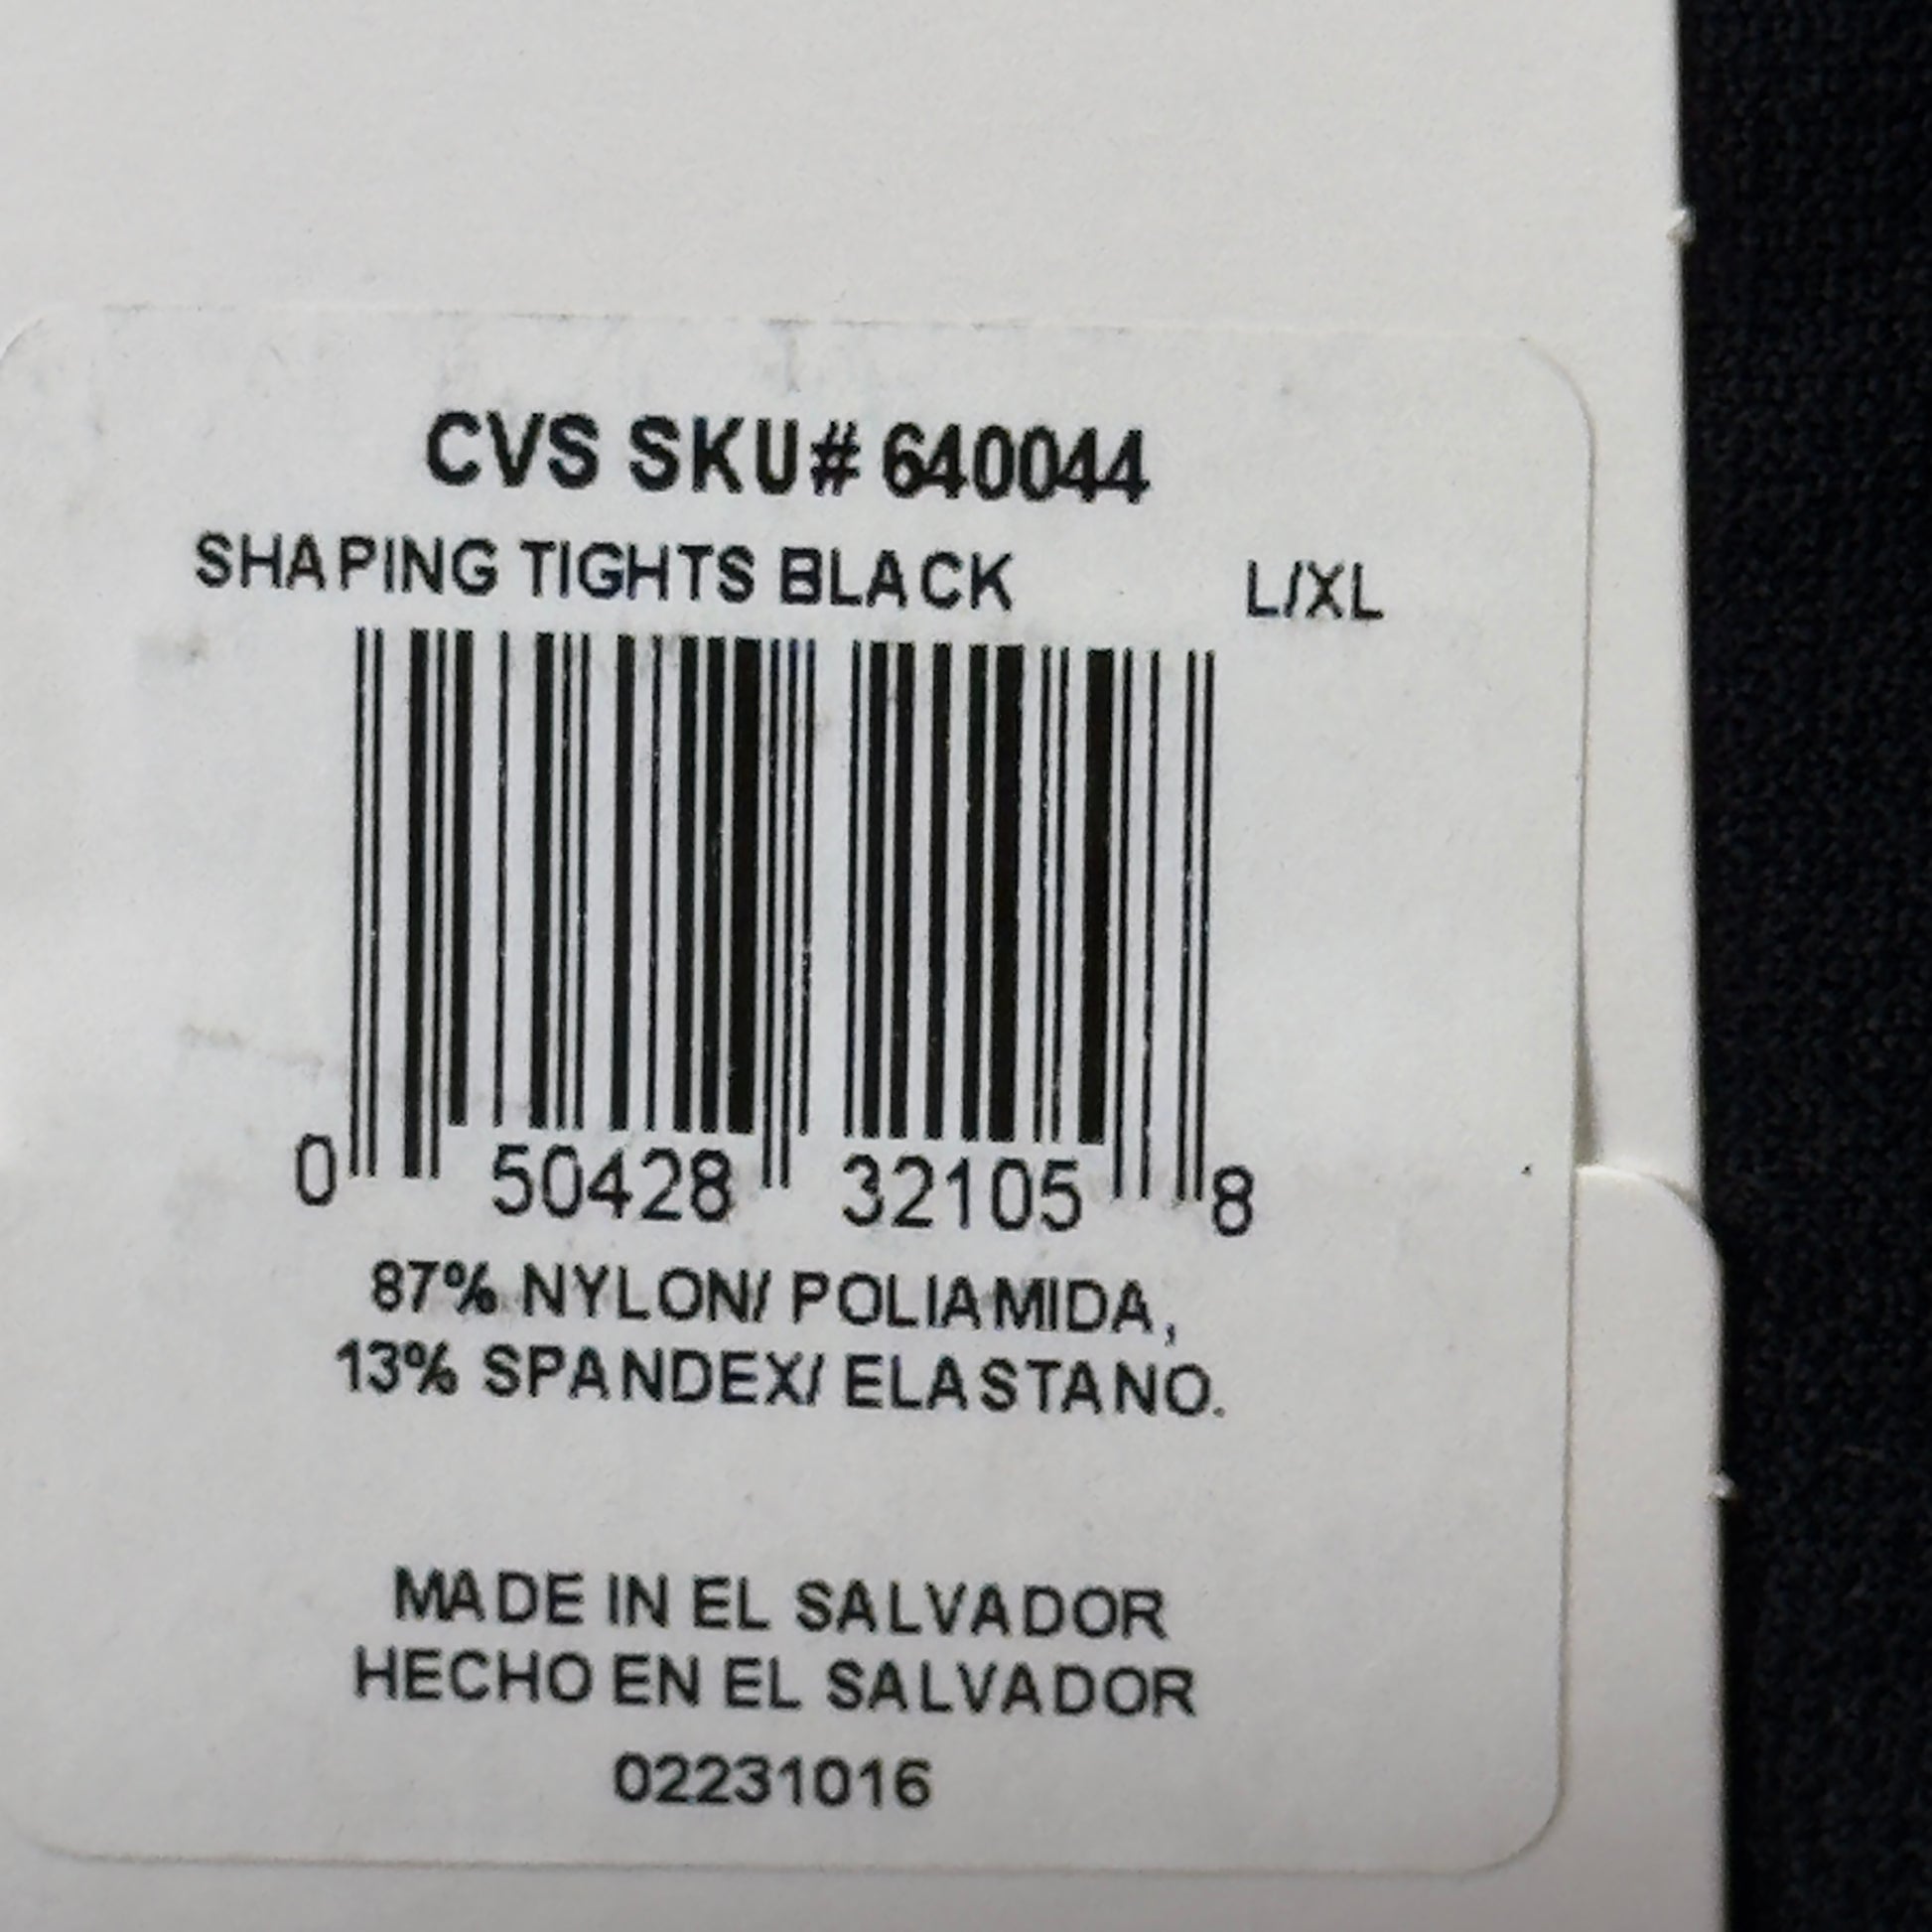 CVS SKU# 640044
SHAPING TIGHTS BLACK L/XL
0 50428 32105 8
87% NYLON/ POLIAMIDA,
13% SPANDEX/ ELASTANO.
MADE IN EL SALVADOR
HECHO EN EL SALVADOR
02231016